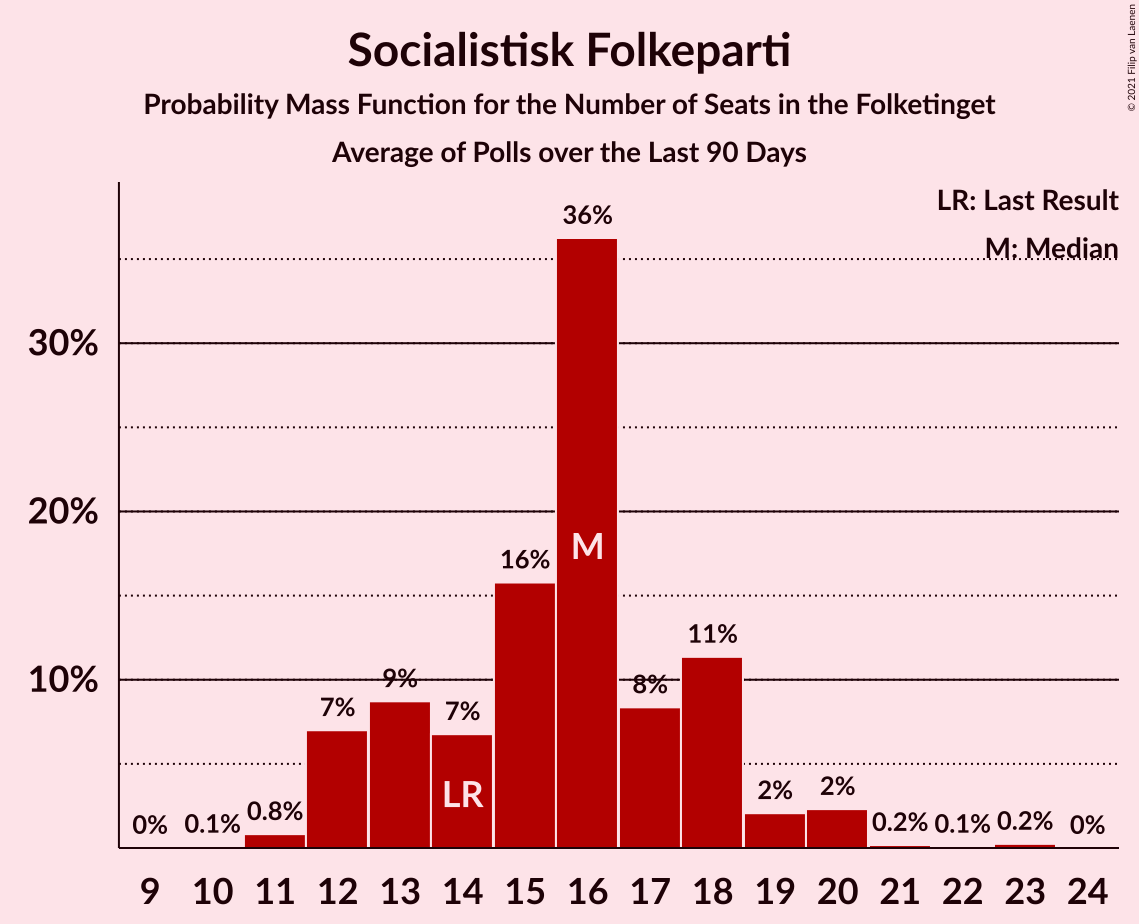 Socialistisk Folkeparti
Probability Mass Function for the Number of Seats in the Folketinget
Average of Polls over the Last 90 Days
© 2021 Filip van Laenen
LR: Last Result
M: Median
30%
20%
10%
0%
0.1%
0.8%
7%
9%
7%
16%
36%
8%
11%
2%
2%
0.2%
0.1%
0.2%
0%
LR
M
9 10 11 12 13 14 15 16 17 18 19 20 21 22 23 24